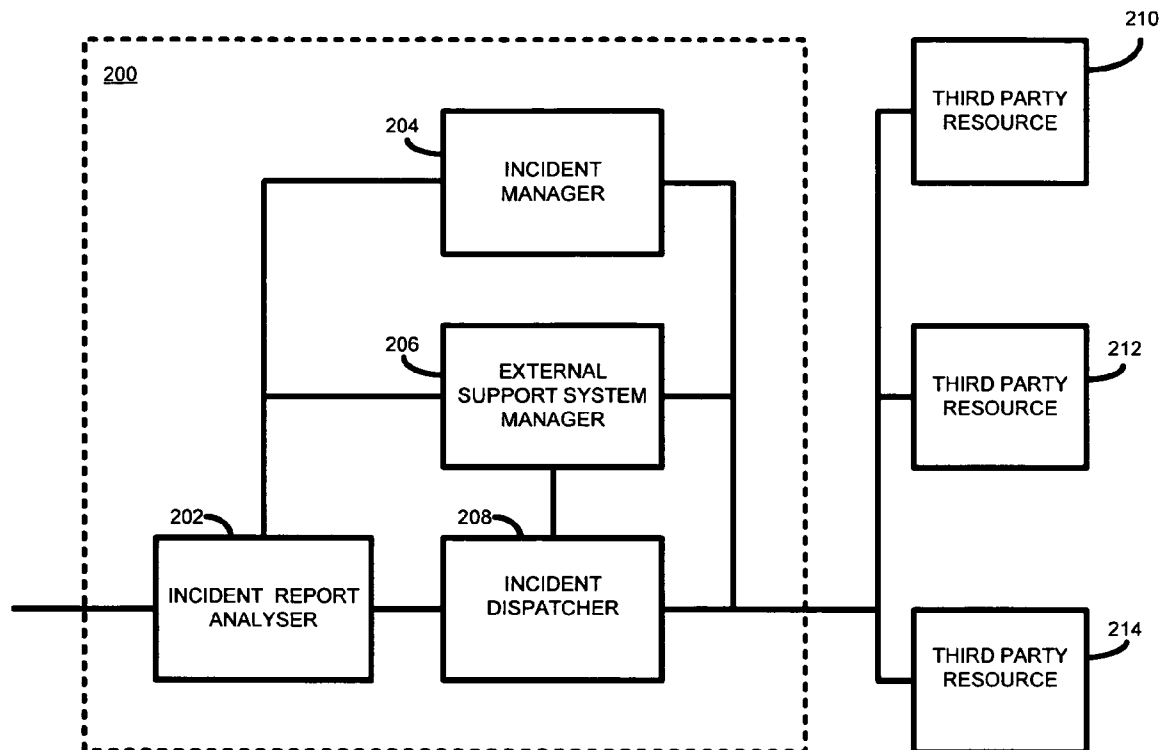 200
204
INCIDENT
MANAGER
206
EXTERNAL
SUPPORT SYSTEM
MANAGER
202
INCIDENT REPORT
ANALYSER
208
INCIDENT
DISPATCHER
210
THIRD PARTY
RESOURCE
212
THIRD PARTY
RESOURCE
214
THIRD PARTY
RESOURCE